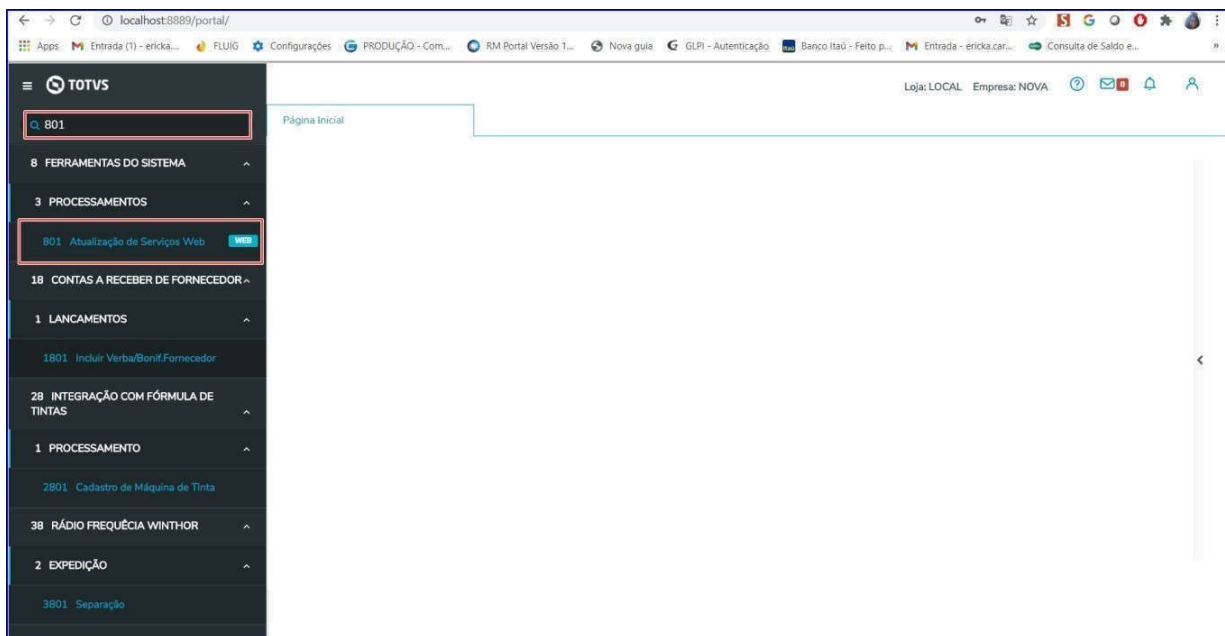 localhost:8889/portal/
Apps Entrada (1) - ericka.... FLUIG Configurações PRODUÇÃO - Com... RM Portal Versão 1... Nova guia GLPI - Autenticação Banco Itaú - Feito p... Entrada - ericka.car... Consulta de Saldo e... »
TOTVS
Loja: LOCAL Empresa: NOVA 0
801
Página Inicial
8 FERRAMENTAS DO SISTEMA
3 PROCESSAMENTOS
801 Atualização de Serviços Web WEB
18 CONTAS A RECEBER DE FORNECEDOR
1 LANCAMENTOS
1801 Incluir Verba/Bonif.Fornecedor
28 INTEGRAÇÃO COM FÓRMULA DE
TINTAS
1 PROCESSAMENTO
2801 Cadastro de Máquina de Tinta
38 RÁDIO FREQUÊCIA WINTHOR
2 EXPEDIÇÃO
3801 Separação